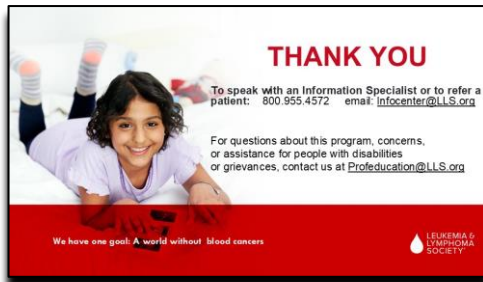 THANK YOU
To speak with an Information Specialist or to refer a
patient: 800.955.4572 email: Infocenter@LLS.org
For questions about this program, concerns,
or assistance for people with disabilities
or grievances, contact us at Profeducation@LLS.org
We have one goal: A world without blood cancers
LEUKEMIA &
LYMPHOMA
SOCIETY